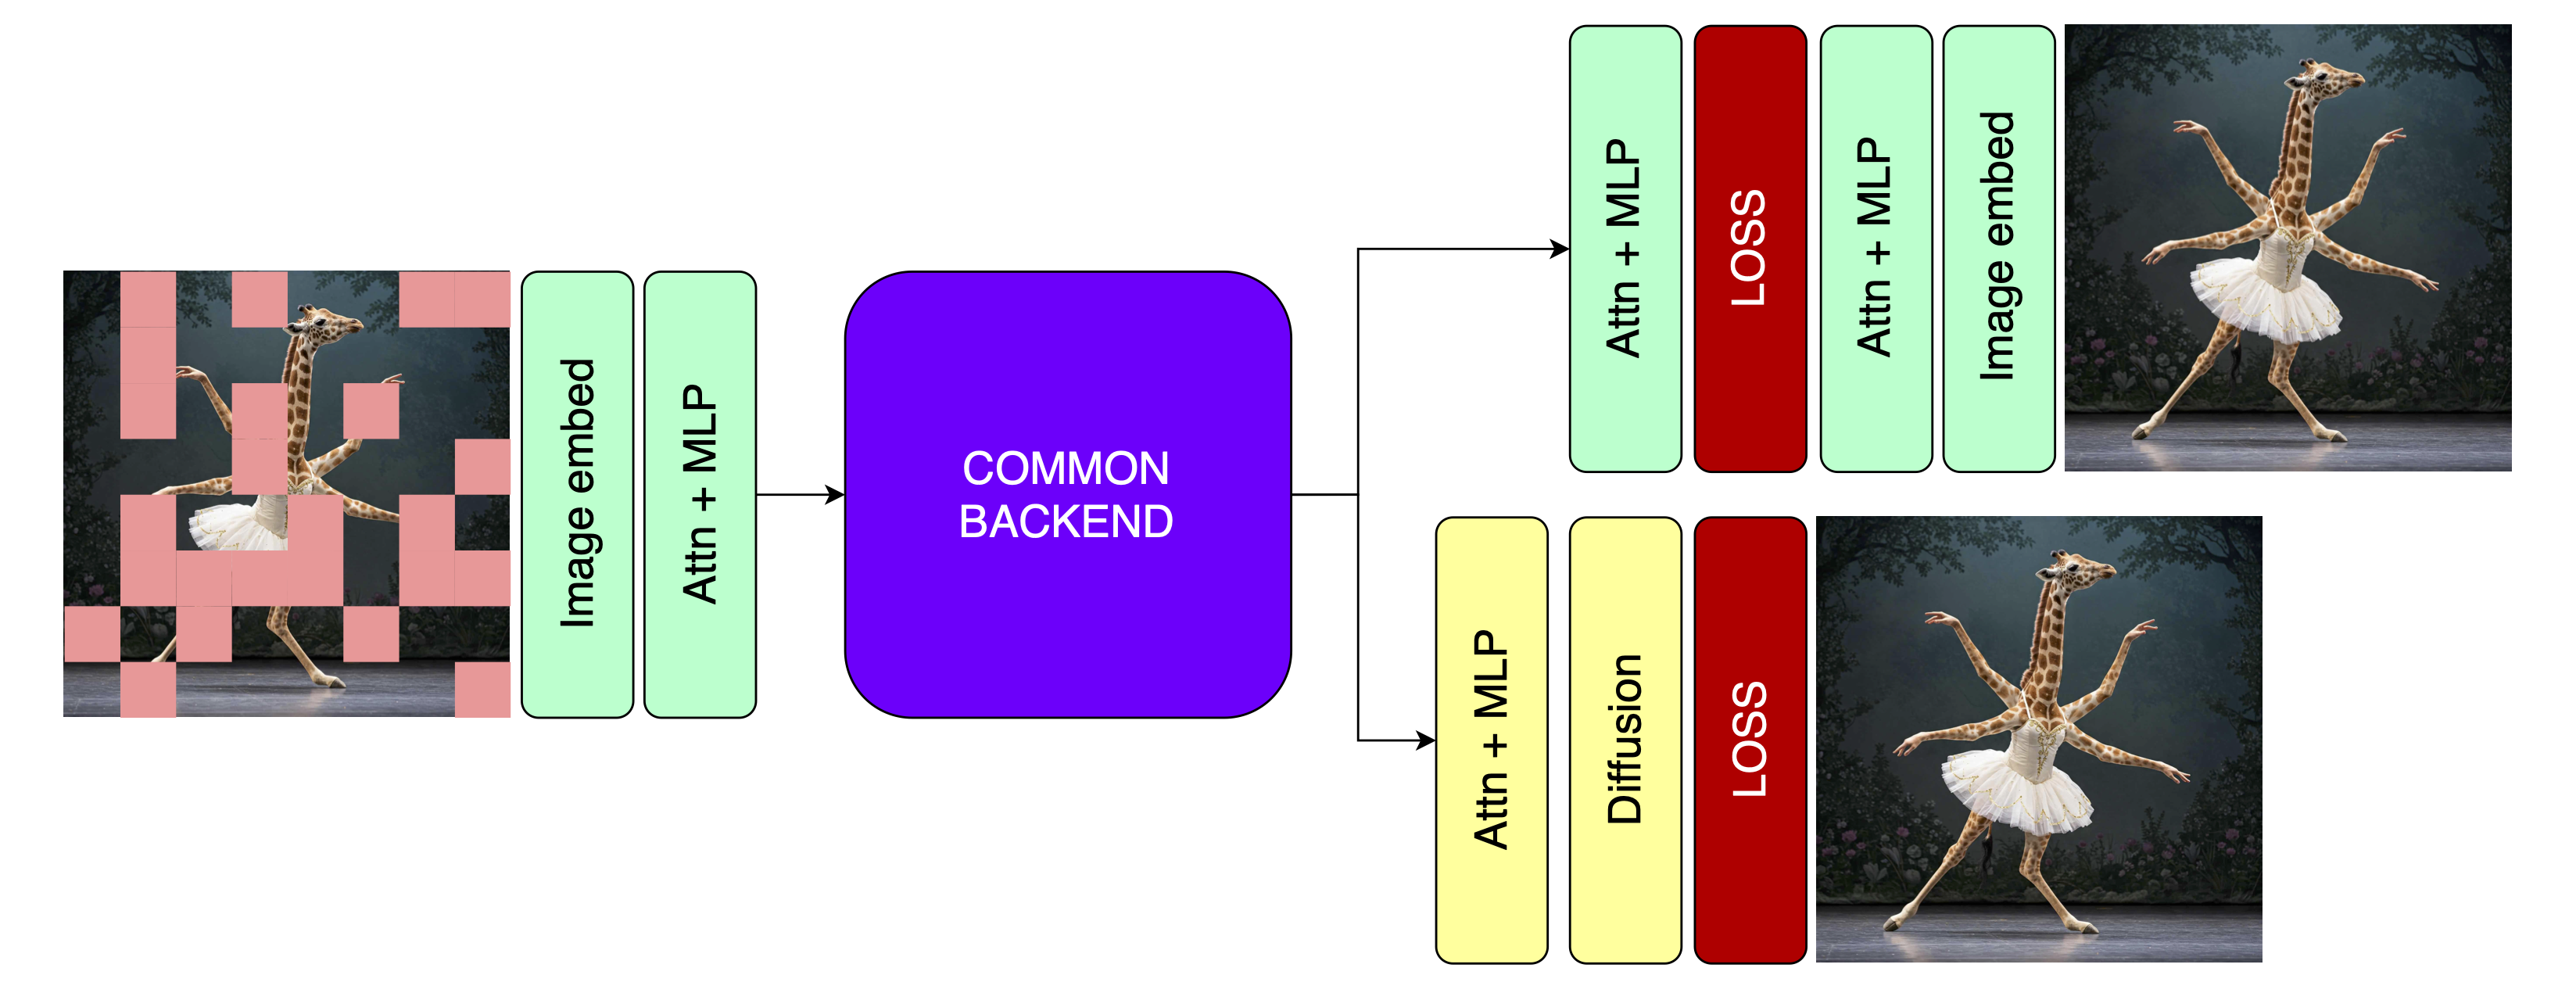 Image embed
Attn + MLP
COMMON
BACKEND
Attn + MLP
LOSS
Attn + MLP
Image embed
Attn + MLP
Diffusion
LOSS